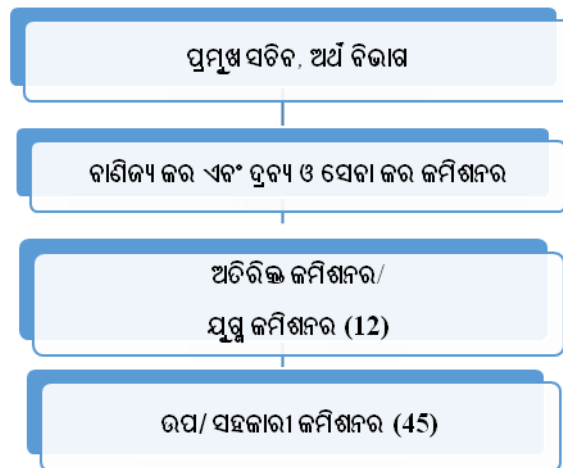 ପ୍ରମୁଖ ସଚିବ, ଅର୍ଥ ବିଭାଗ
ବାଣିଜ୍ୟ କର ଏବଂ ଦ୍ରବ୍ୟ ଓ ସେବା କର କମିଶନର
ଅତିରିକ୍ତ କମିଶନର/
ଯୁଗ୍ମ କମିଶନର (12)
ଉପ/ ସହକାରୀ କମିଶନର (45)